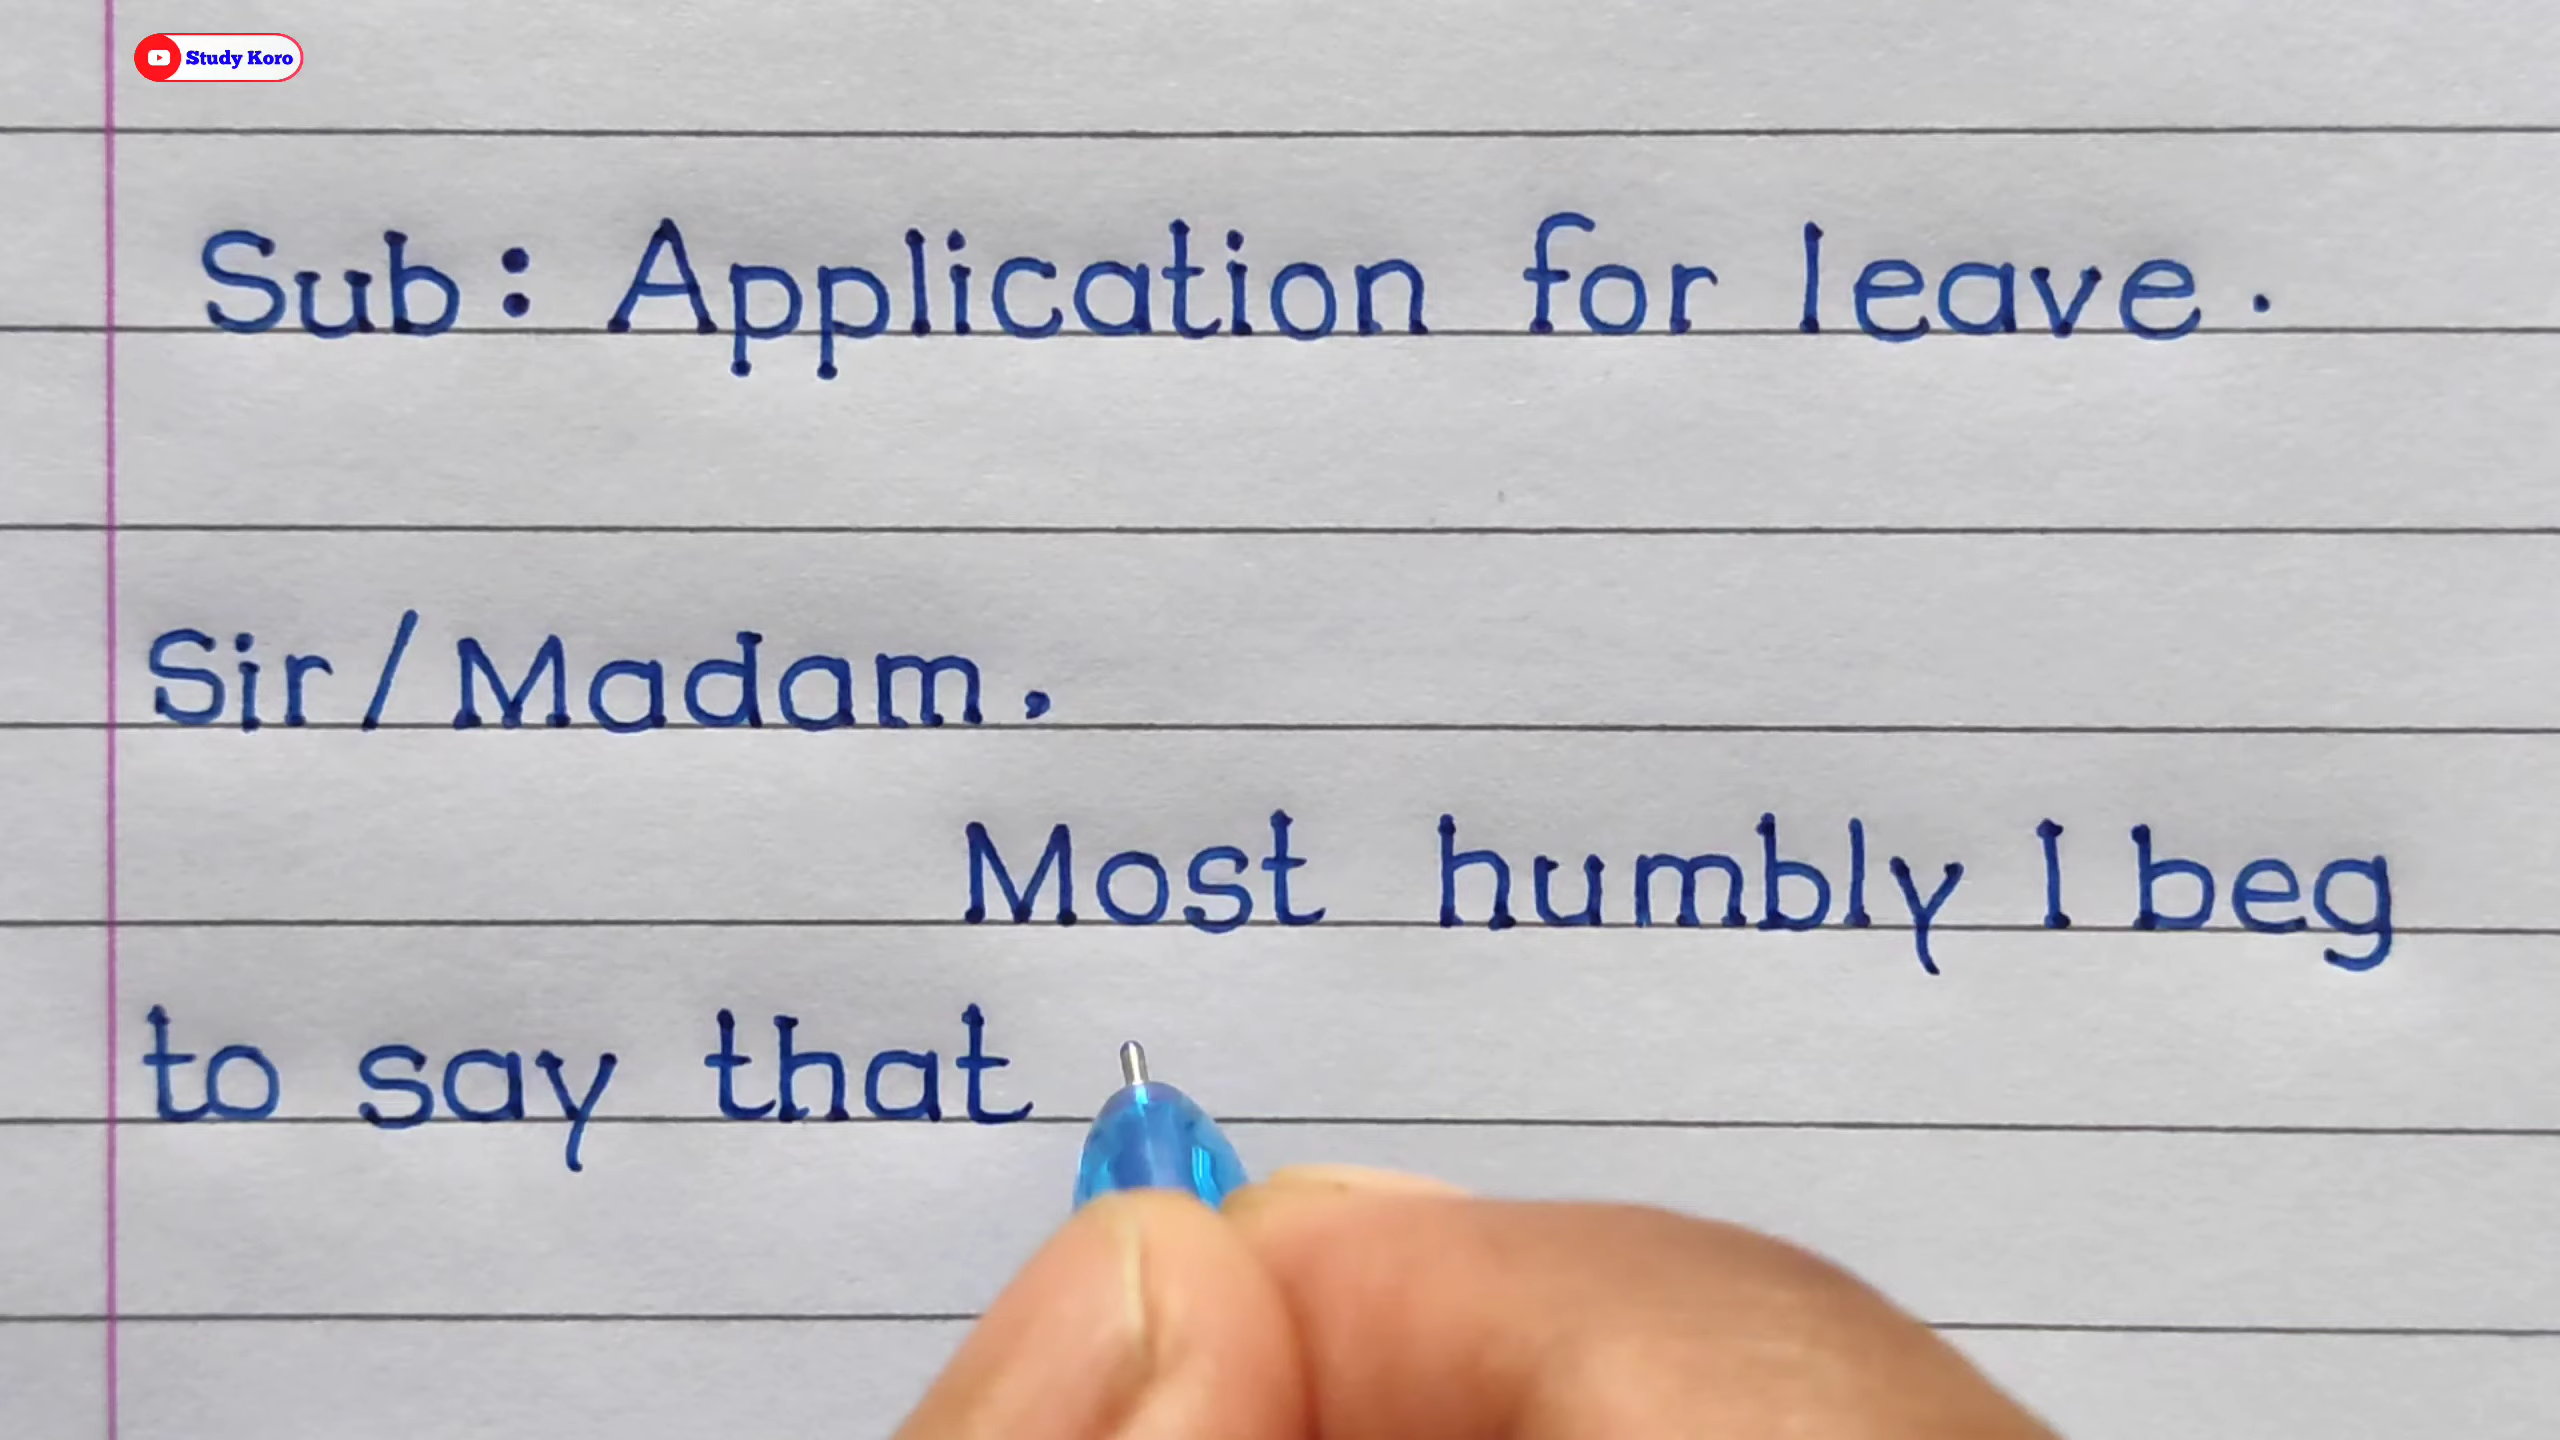 Study Koro
Sub: Application for leave.
Sir/Madam,
Most humbly I beg
to say that